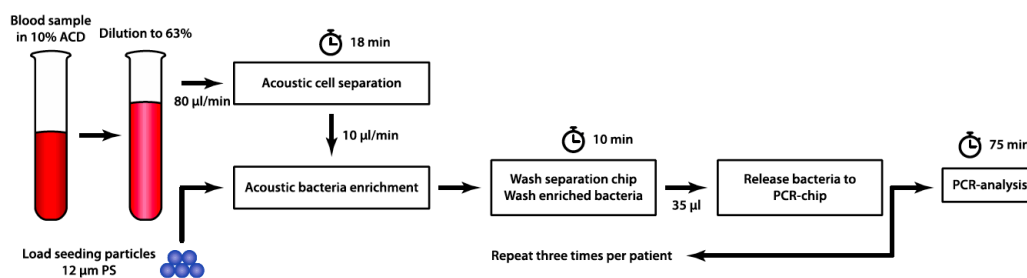 Blood sample
in 10% ACD
Dilution to 63%
18 min
Acoustic cell separation
80 µl/min
10 µl/min
Acoustic bacteria enrichment
Load seeding particles
12 µm PS
10 min
Wash separation chip
Wash enriched bacteria
35 µl
Release bacteria to
PCR-chip
Repeat three times per patient
75 min
PCR-analysis